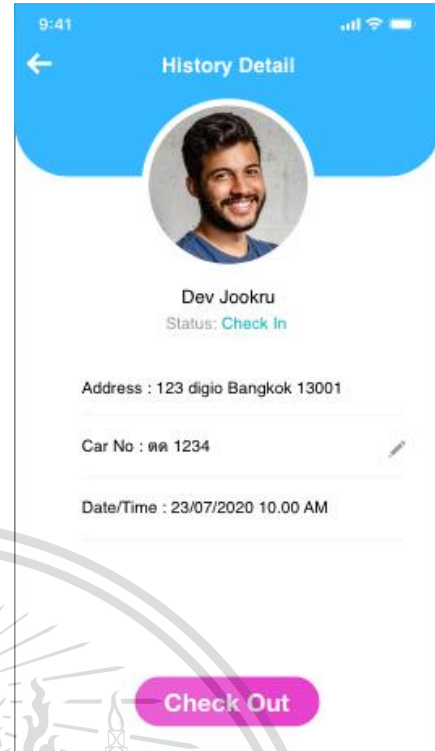 9:41
History Detail
Dev Jookru
Status: Check In
Address : 123 digio Bangkok 13001
Car No : ตด 1234
Date/Time : 23/07/2020 10.00 AM
Check Out